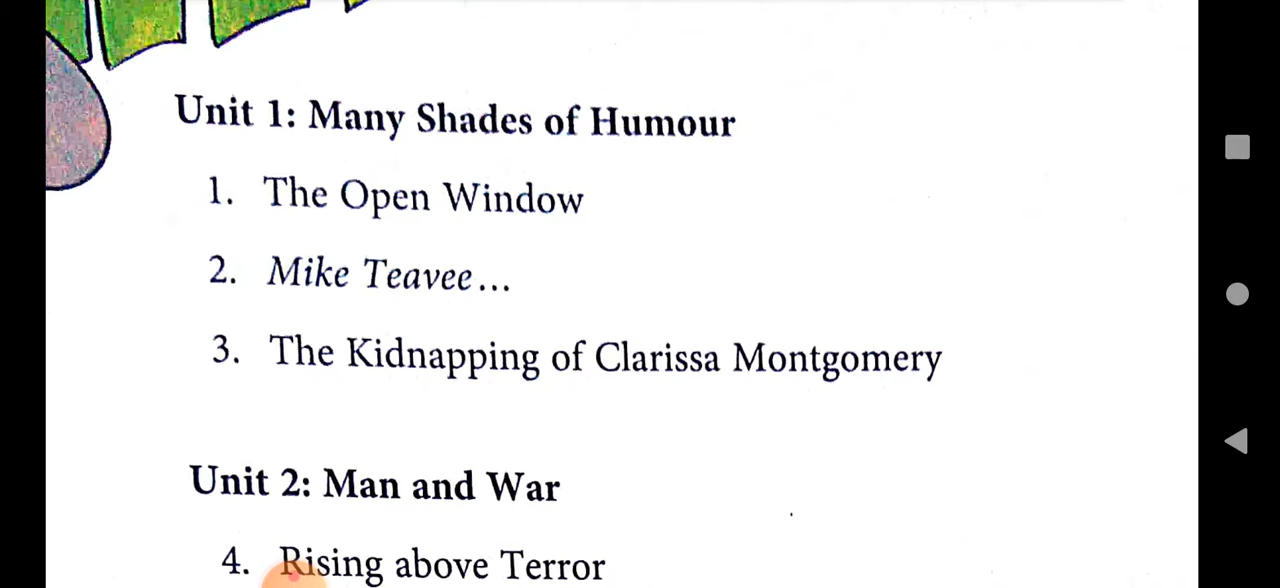 Unit 1: Many Shades of Humour
1. The Open Window
2. Mike Teavee...
3. The Kidnapping of Clarissa Montgomery
Unit 2: Man and War
4. Rising above Terror